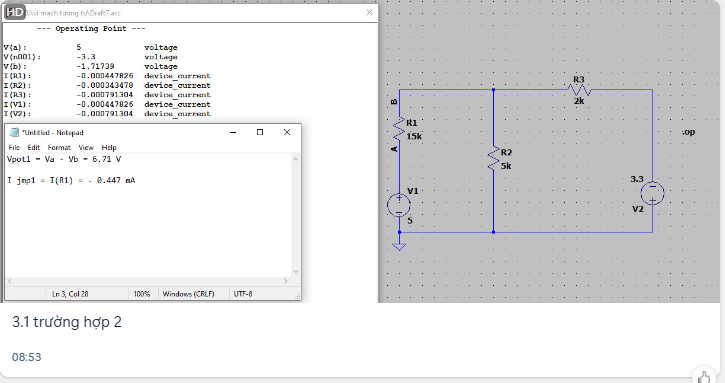 HD
t\vi mach tương tự\Draft7.asc
--- Operating Point ---
V(a): 5 voltage
V(n001): -3.3 voltage
V(b): -1.71739 voltage
I(R1): -0.000447826 device_current
I(R2): -0.000343478 device_current
I(R3): -0.000791304 device_current
I(V1): -0.000447826 device_current
I(V2): -0.000791304 device_current
*Untitled - Notepad
File Edit Format View Help
Vpot1 = Va - Vb = 6.71 V
I jmp1 = I(R1) = - 0.447 mA
Ln 3, Col 28 100% Windows (CRLF) UTF-8
R3
2k
B
R1
15k
A
R2
5k
.op
V1
5
3.3
V2
3.1 trường hợp 2
08:53